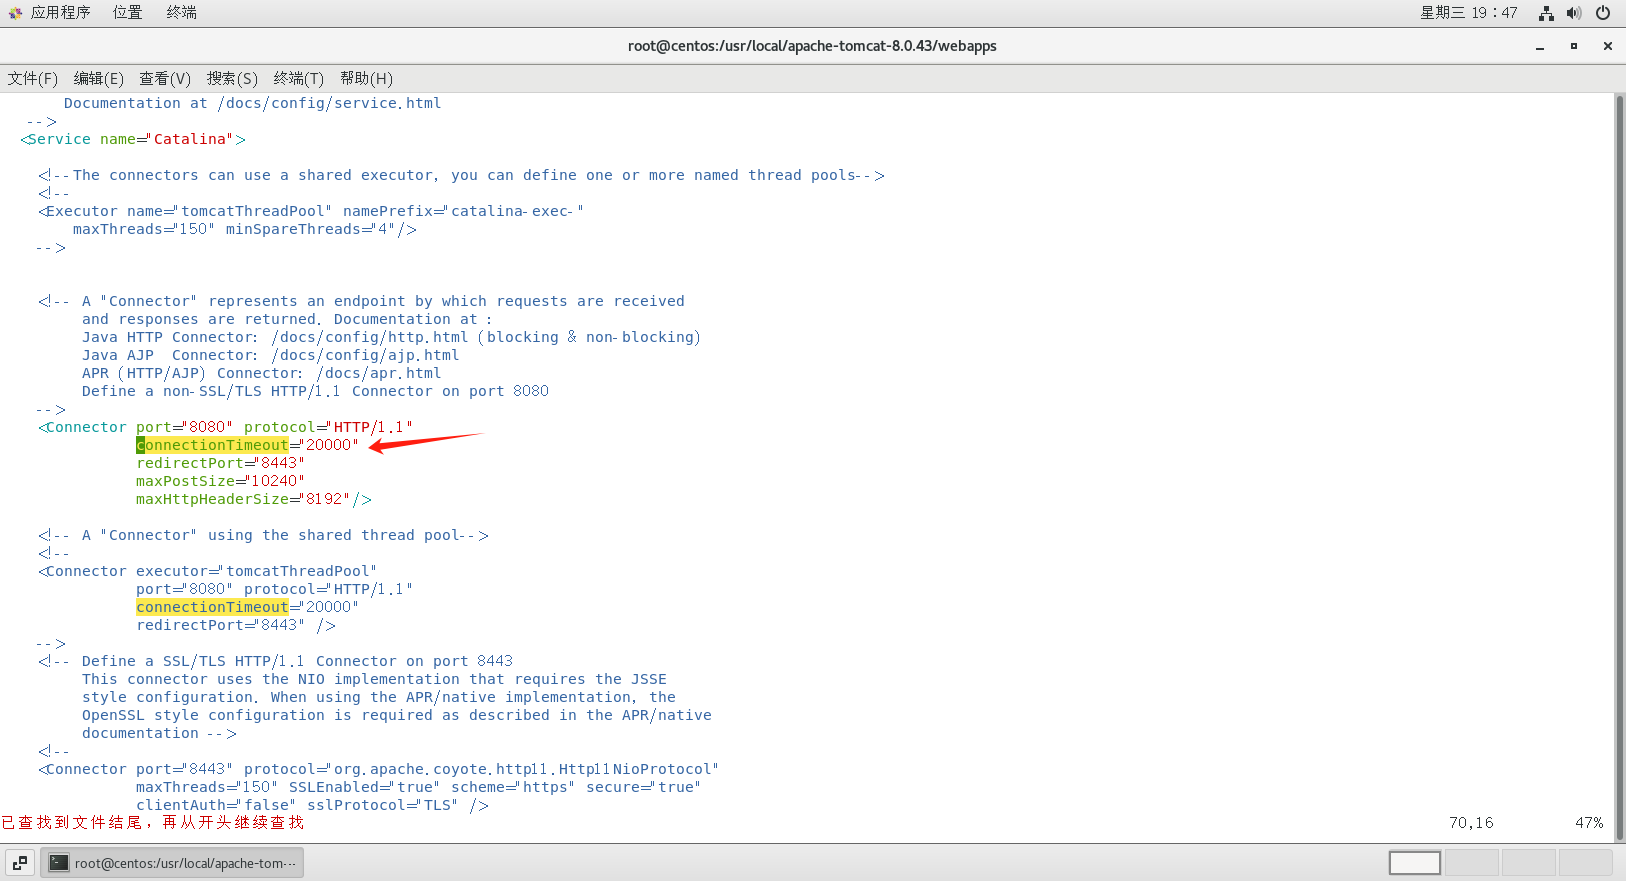 应用程序 位置 终端 星期三 19：47
root@centos:/usr/local/apache-tomcat-8.0.43/webapps
文件(F) 编辑(E) 查看(V) 搜索(S) 终端(T) 帮助(H)
Documentation at /docs/config/service.html
-->
<Service name="Catalina">
<!--The connectors can use a shared executor, you can define one or more named thread pools-->
<!--
<Executor name="tomcatThreadPool" namePrefix="catalina-exec-"
maxThreads="150" minSpareThreads="4"/>
-->
<!-- A "Connector" represents an endpoint by which requests are received
and responses are returned. Documentation at :
Java HTTP Connector: /docs/config/http.html (blocking & non-blocking)
Java AJP  Connector: /docs/config/ajp.html
APR (HTTP/AJP) Connector: /docs/apr.html
Define a non-SSL/TLS HTTP/1.1 Connector on port 8080
-->
<Connector port="8080" protocol="HTTP/1.1"
connectionTimeout="20000"
redirectPort="8443"
maxPostSize="10240"
maxHttpHeaderSize="8192"/>
<!-- A "Connector" using the shared thread pool-->
<!--
<Connector executor="tomcatThreadPool"
port="8080" protocol="HTTP/1.1"
connectionTimeout="20000"
redirectPort="8443" />
-->
<!-- Define a SSL/TLS HTTP/1.1 Connector on port 8443
This connector uses the NIO implementation that requires the JSSE
style configuration. When using the APR/native implementation, the
OpenSSL style configuration is required as described in the APR/native
documentation -->
<!--
<Connector port="8443" protocol="org.apache.coyote.http11.Http11NioProtocol"
maxThreads="150" SSLEnabled="true" scheme="https" secure="true"
clientAuth="false" sslProtocol="TLS" />
已查找到文件结尾，再从开头继续查找 70,16 47%
root@centos:/usr/local/apache-tom···